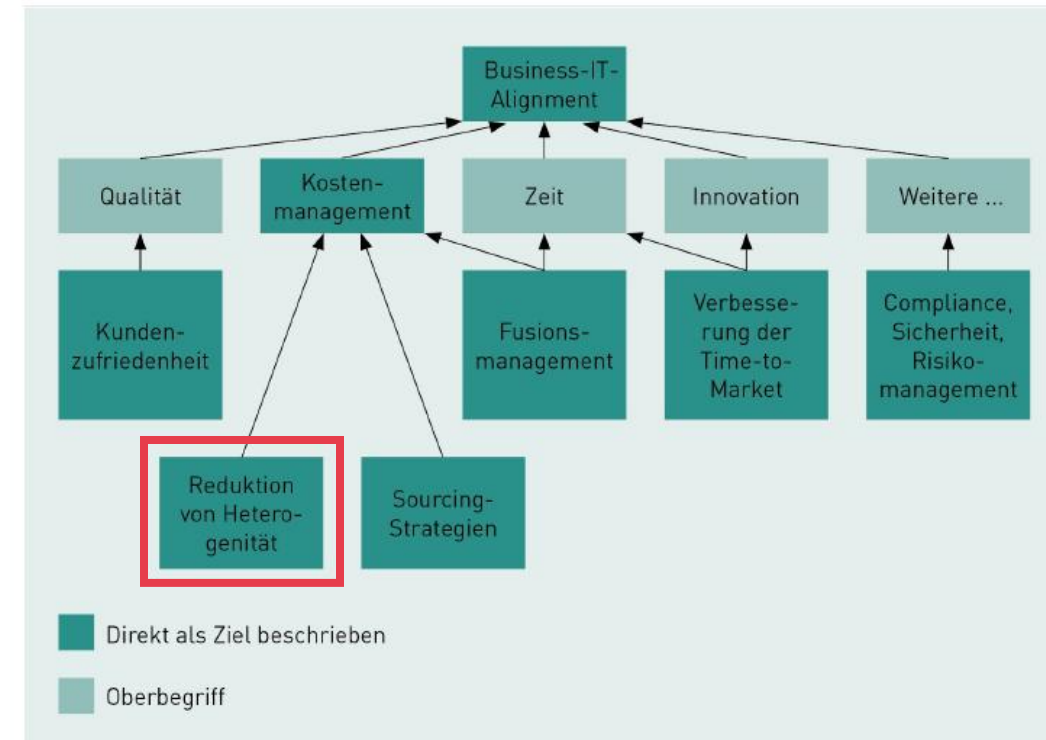 Business-IT-
Alignment
Qualität
Kosten-
management
Zeit
Innovation
Weitere ...
Kunden-
zufriedenheit
Fusions-
management
Verbesse-
rung der
Time-to-
Market
Compliance,
Sicherheit,
Risiko-
management
Reduktion
von Hetero-
genität
Sourcing-
Strategien
Direkt als Ziel beschrieben
Oberbegriff